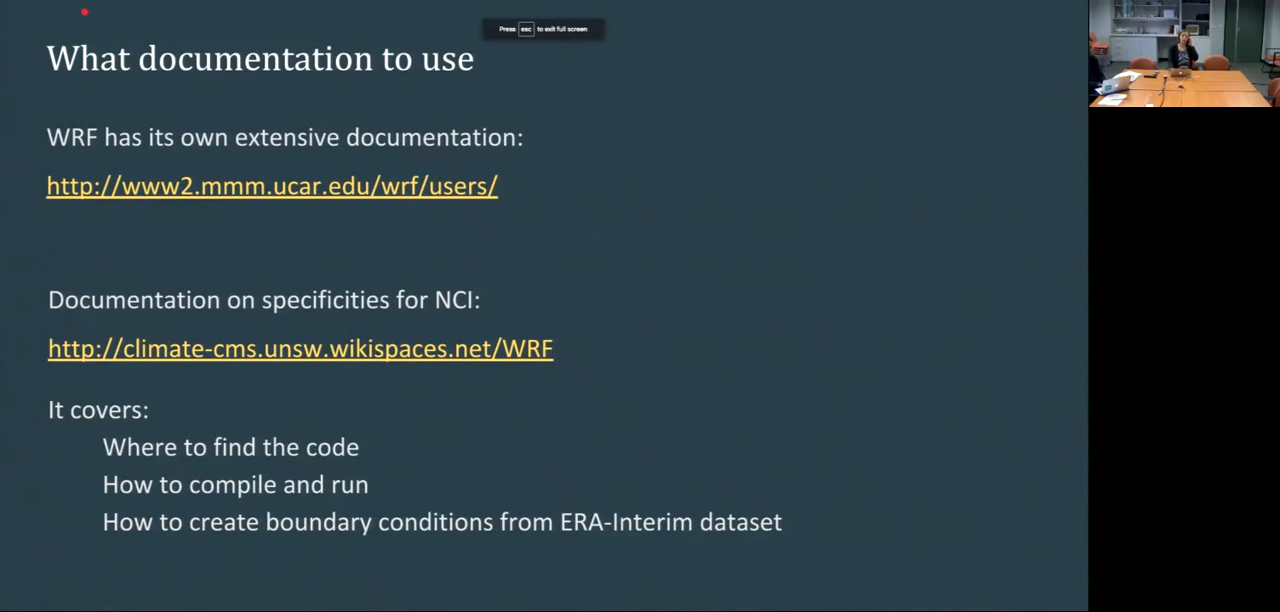 Press esc to exit full screen
What documentation to use
WRF has its own extensive documentation:
http://www2.mmm.ucar.edu/wrf/users/
Documentation on specificities for NCI:
http://climate-cms.unsw.wikispaces.net/WRF
It covers:
Where to find the code
How to compile and run
How to create boundary conditions from ERA-Interim dataset